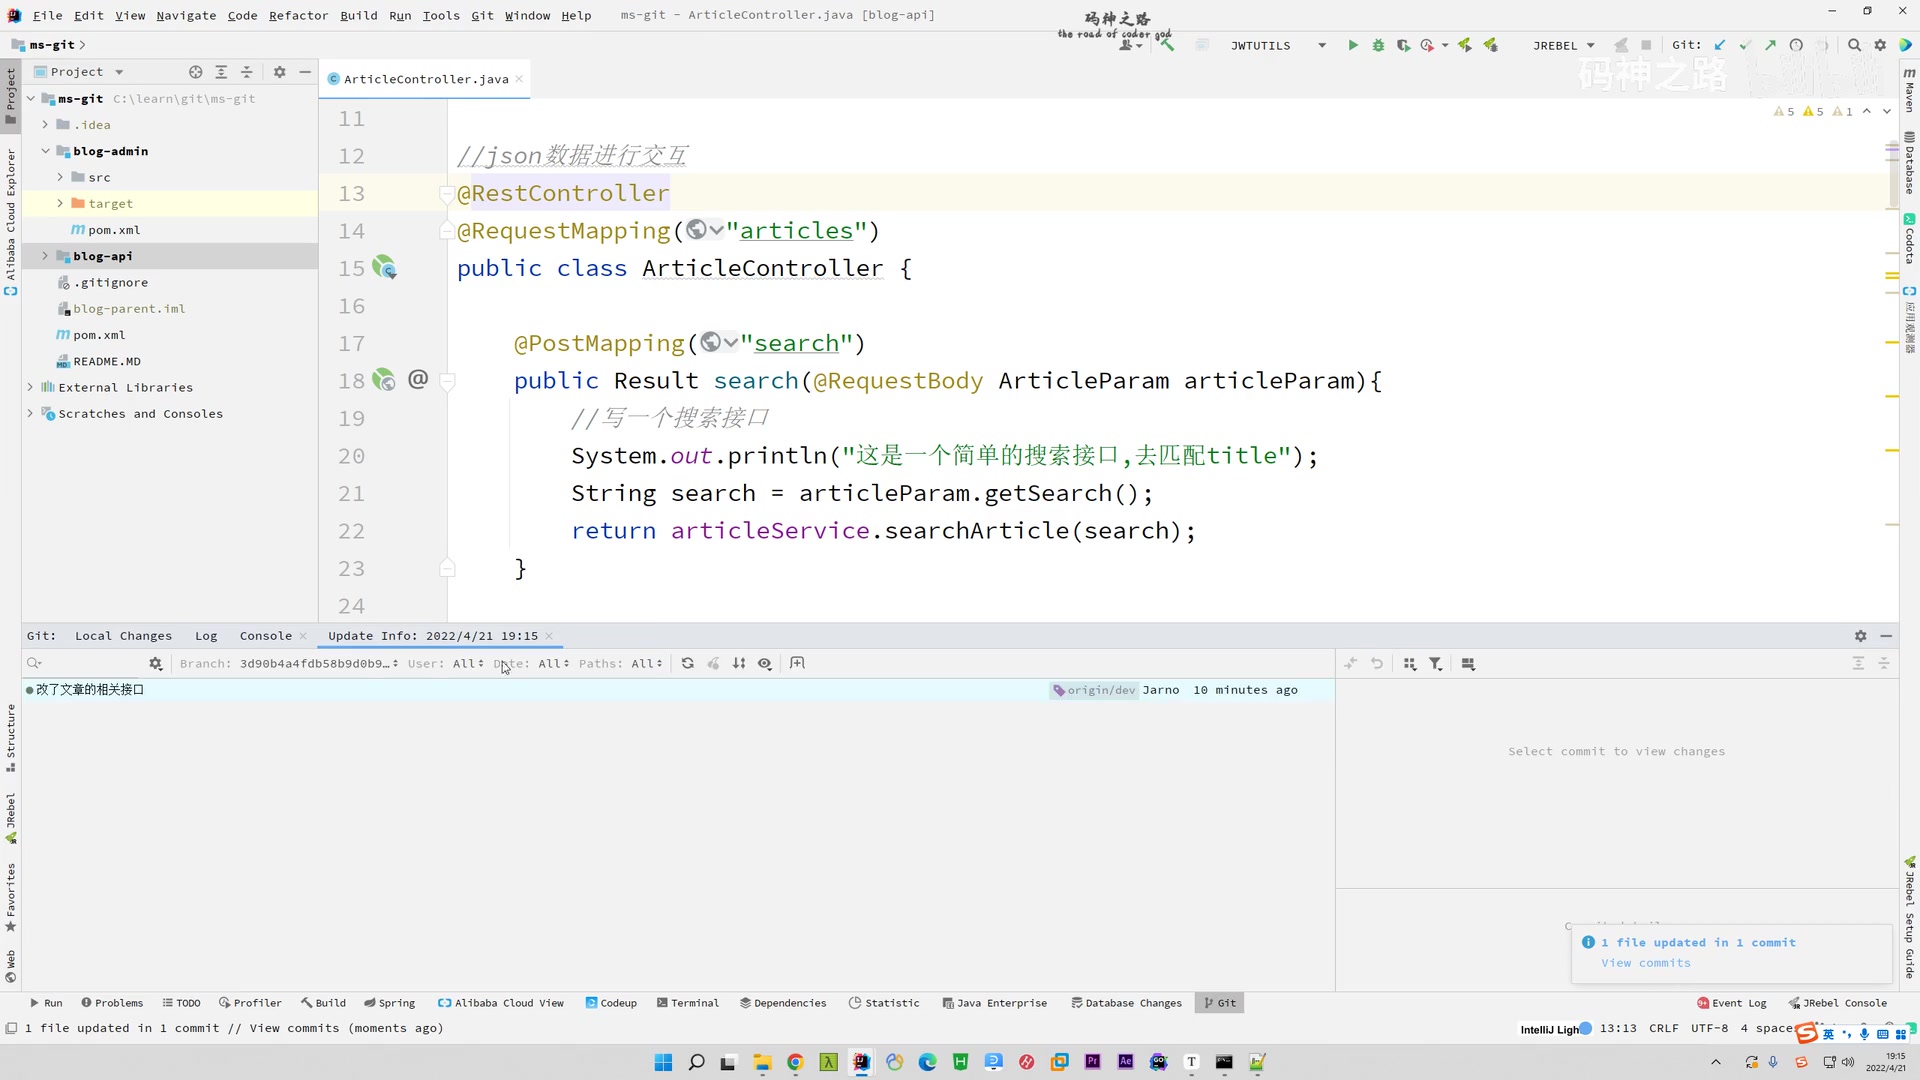 File Edit View Navigate Code Refactor Build Run Tools Git Window Help ms-git - ArticleController.java [blog-api]
码神之路
the road of coder god
ms-git
JWTUTILS
JREBEL
Git:
码神之路
Project
ArticleController.java
ms-git C:\learn\git\ms-git
.idea
blog-admin
src
target
pom.xml
blog-api
.gitignore
blog-parent.iml
pom.xml
README.MD
External Libraries
Scratches and Consoles
5 5 1
11
12 //json数据进行交互
13 @RestController
14 @RequestMapping("articles")
15 public class ArticleController {
16
17 @PostMapping("search")
18 @ public Result search(@RequestBody ArticleParam articleParam){
19 //写一个搜索接口
20 System.out.println("这是一个简单的搜索接口,去匹配title");
21 String search = articleParam.getSearch();
22 return articleService.searchArticle(search);
23 }
24
Project
Alibaba Cloud Explorer
Structure
JRebel
Favorites
Web
Maven
Database
Codota
应用观测器
JRebel Setup Guide
Git: Local Changes Log Console Update Info: 2022/4/21 19:15
Branch: 3d90b4a4fdb58b9d0b9… User: All Date: All Paths: All
改了文章的相关接口 origin/dev Jarno 10 minutes ago
Select commit to view changes
1 file updated in 1 commit
View commits
Run Problems TODO Profiler Build Spring Alibaba Cloud View Codeup Terminal Dependencies Statistic Java Enterprise Database Changes Git Event Log JRebel Console
1 file updated in 1 commit // View commits (moments ago)
IntelliJ Ligh 13:13 CRLF UTF-8 4 space
英
19:15
2022/4/21